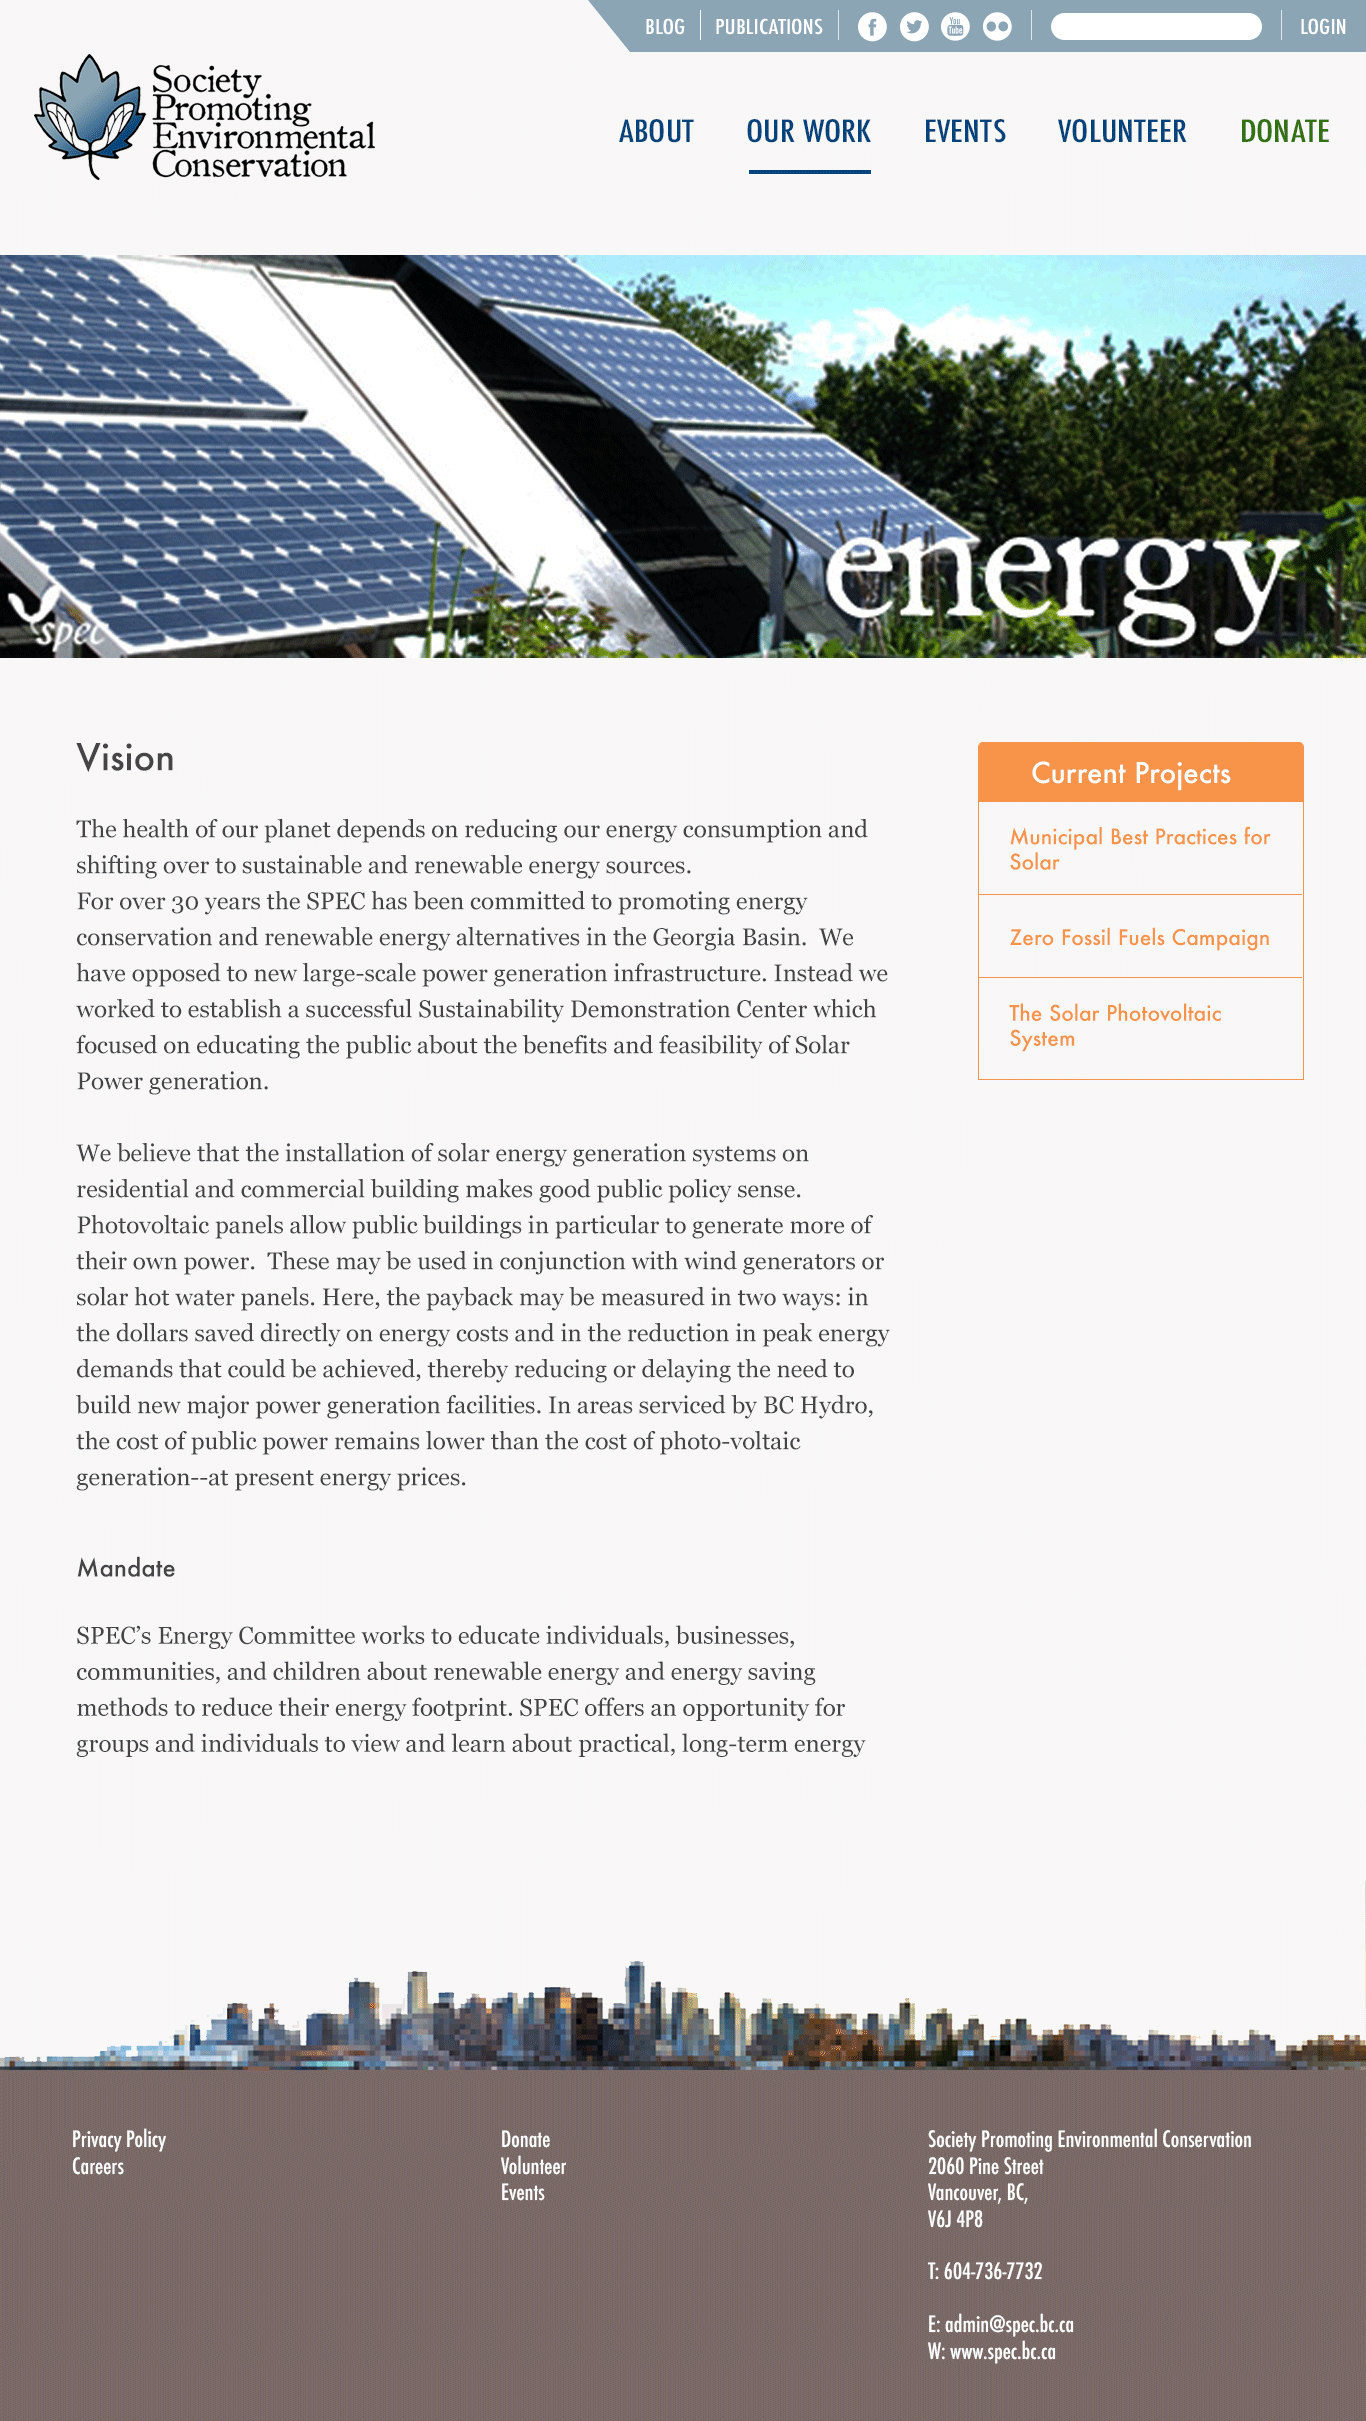 BLOG PUBLICATIONS LOGIN
Society
Promoting
Environmental
Conservation
ABOUT OUR WORK EVENTS VOLUNTEER DONATE
energy
spec
Vision
The health of our planet depends on reducing our energy consumption and
shifting over to sustainable and renewable energy sources.
For over 30 years the SPEC has been committed to promoting energy
conservation and renewable energy alternatives in the Georgia Basin.  We
have opposed to new large-scale power generation infrastructure. Instead we
worked to establish a successful Sustainability Demonstration Center which
focused on educating the public about the benefits and feasibility of Solar
Power generation.
We believe that the installation of solar energy generation systems on
residential and commercial building makes good public policy sense.
Photovoltaic panels allow public buildings in particular to generate more of
their own power.  These may be used in conjunction with wind generators or
solar hot water panels. Here, the payback may be measured in two ways: in
the dollars saved directly on energy costs and in the reduction in peak energy
demands that could be achieved, thereby reducing or delaying the need to
build new major power generation facilities. In areas serviced by BC Hydro,
the cost of public power remains lower than the cost of photo-voltaic
generation--at present energy prices.
Mandate
SPEC’s Energy Committee works to educate individuals, businesses,
communities, and children about renewable energy and energy saving
methods to reduce their energy footprint. SPEC offers an opportunity for
groups and individuals to view and learn about practical, long-term energy
Current Projects
Municipal Best Practices for
Solar
Zero Fossil Fuels Campaign
The Solar Photovoltaic
System
Privacy Policy
Careers
Donate
Volunteer
Events
Society Promoting Environmental Conservation
2060 Pine Street
Vancouver, BC,
V6J 4P8
T: 604-736-7732
E: admin@spec.bc.ca
W: www.spec.bc.ca